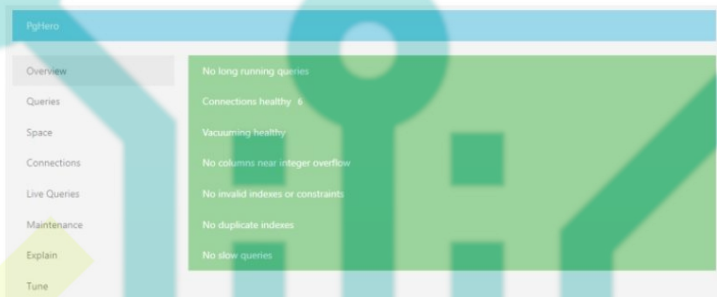 PgHero
Overview
Queries
Space
Connections
Live Queries
Maintenance
Explain
Tune
No long running queries
Connections healthy 6
Vacuuming healthy
No columns near integer overflow
No invalid indexes or constraints
No duplicate indexes
No slow queries